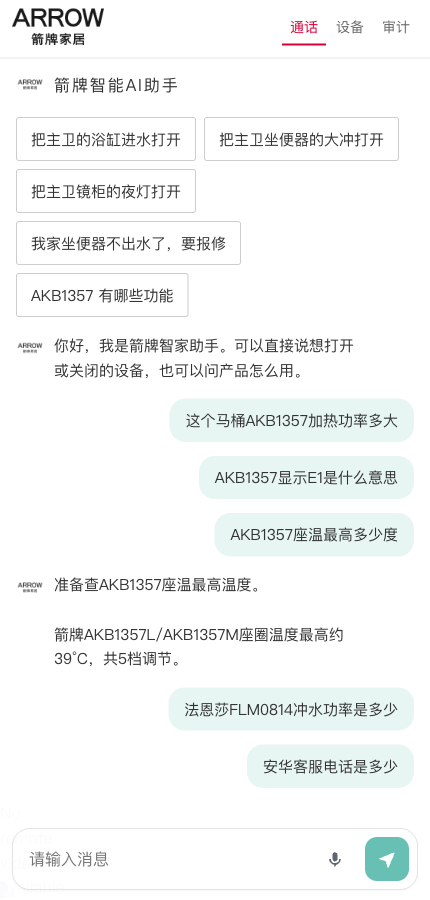 ARROW
箭牌家居
通话 设备 审计
ARROW
箭牌家居
箭牌智能AI助手
把主卫的浴缸进水打开
把主卫坐便器的大冲打开
把主卫镜柜的夜灯打开
我家坐便器不出水了，要报修
AKB1357 有哪些功能
ARROW
箭牌家居
你好，我是箭牌智家助手。可以直接说想打开
或关闭的设备，也可以问产品怎么用。
这个马桶AKB1357加热功率多大
AKB1357显示E1是什么意思
AKB1357座温最高多少度
ARROW
箭牌家居
准备查AKB1357座温最高温度。
箭牌AKB1357L/AKB1357M座圈温度最高约
39°C，共5档调节。
法恩莎FLM0814冲水功率是多少
安华客服电话是多少
请输入消息